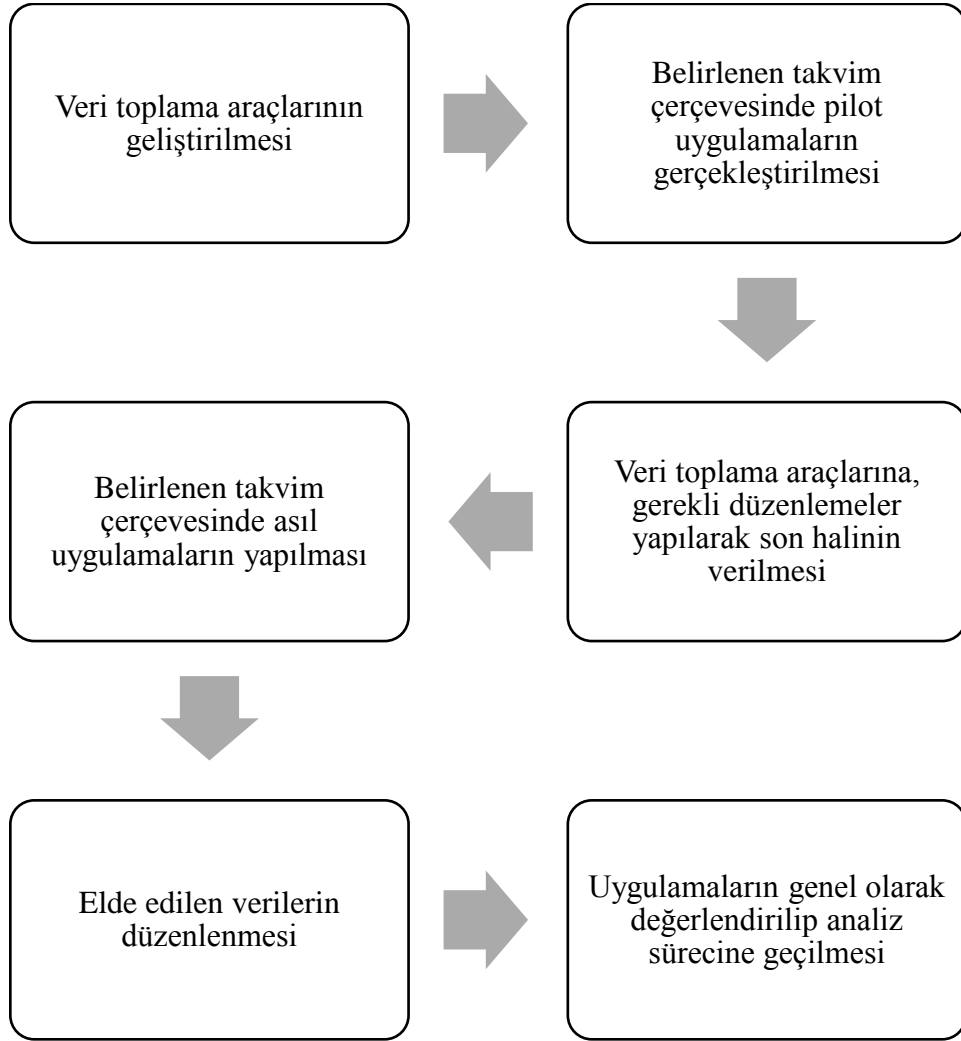 Veri toplama araçlarının
geliştirilmesi
Belirlenen takvim
çerçevesinde pilot
uygulamaların
gerçekleştirilmesi
Veri toplama araçlarına,
gerekli düzenlemeler
yapılarak son halinin
verilmesi
Belirlenen takvim
çerçevesinde asıl
uygulamaların yapılması
Elde edilen verilerin
düzenlenmesi
Uygulamaların genel olarak
değerlendirilip analiz
sürecine geçilmesi